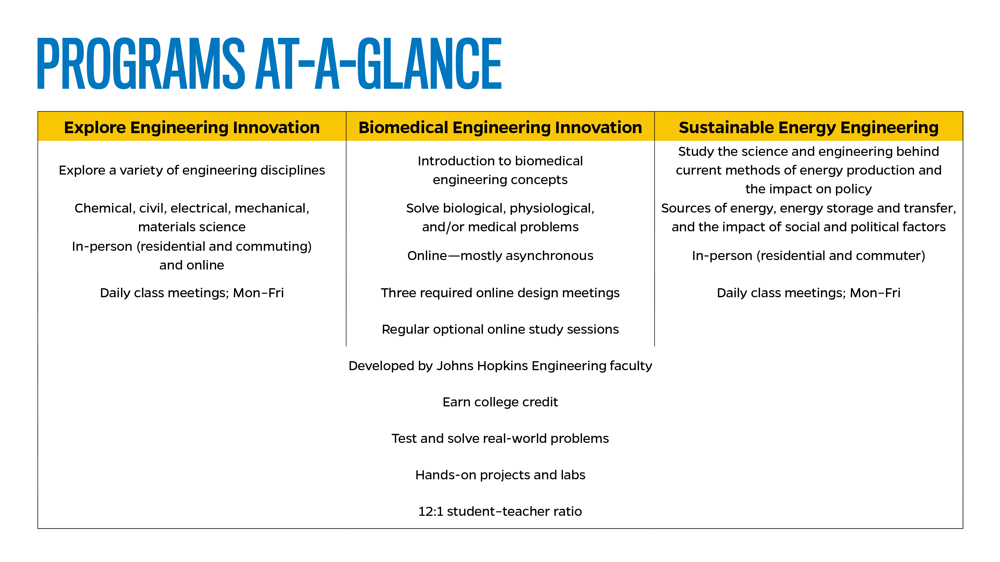 PROGRAMS AT-A-GLANCE
Explore Engineering Innovation
Biomedical Engineering Innovation
Sustainable Energy Engineering
Explore a variety of engineering disciplines
Introduction to biomedical
engineering concepts
Study the science and engineering behind
current methods of energy production and
the impact on policy
Chemical, civil, electrical, mechanical,
materials science
Solve biological, physiological,
and/or medical problems
Sources of energy, energy storage and transfer,
and the impact of social and political factors
In-person (residential and commuting)
and online
Online—mostly asynchronous
In-person (residential and commuter)
Daily class meetings; Mon–Fri
Three required online design meetings
Daily class meetings; Mon–Fri
Regular optional online study sessions
Developed by Johns Hopkins Engineering faculty
Earn college credit
Test and solve real-world problems
Hands-on projects and labs
12:1 student–teacher ratio